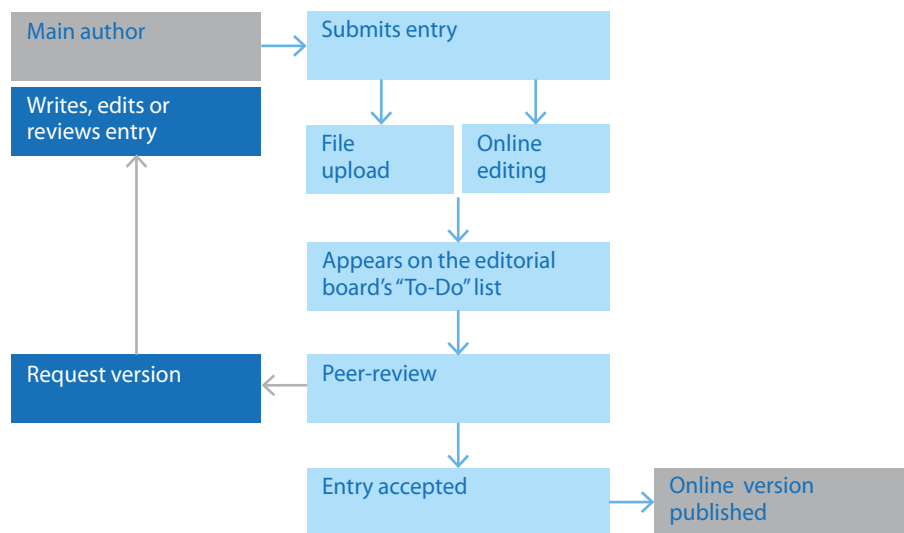 Main author
Submits entry
Writes, edits or
reviews entry
File
upload
Online
editing
Appears on the editorial
board's “To-Do” list
Request version
Peer-review
Entry accepted
Online version
published